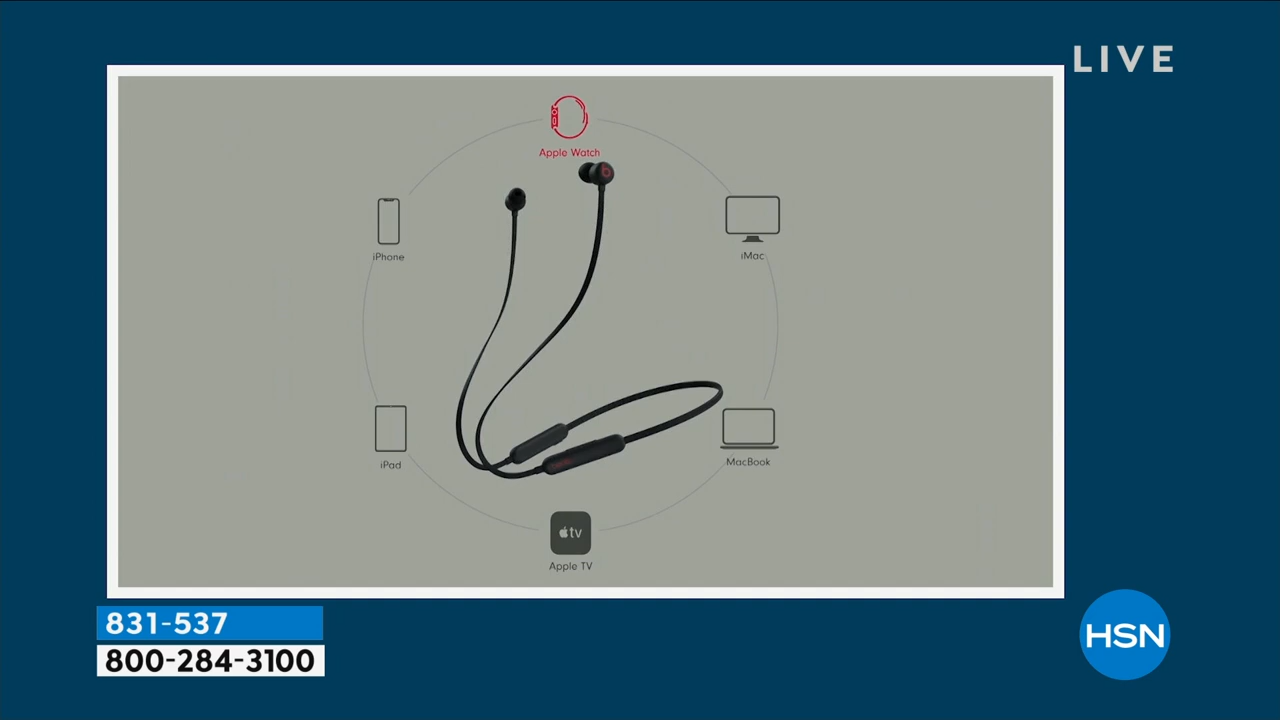 LIVE
Apple Watch
iPhone
iMac
iPad
MacBook
tv
Apple TV
831-537
800-284-3100
HSN